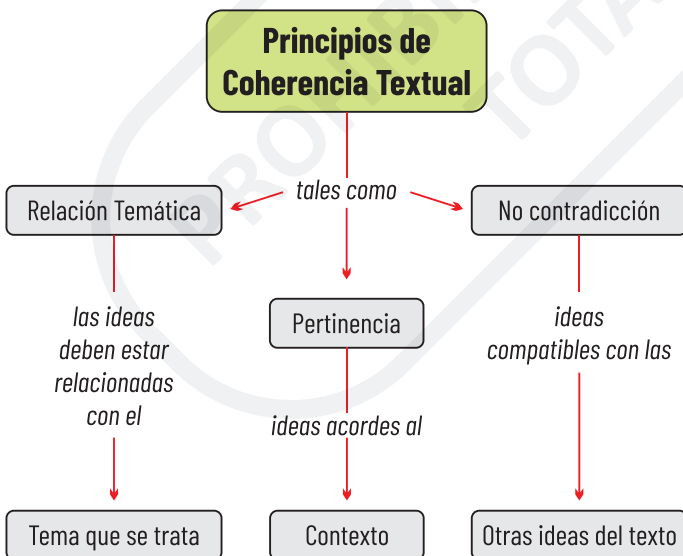 Principios de
Coherencia Textual
tales como
Relación Temática
No contradicción
las ideas
deben estar
relacionadas
con el
Pertinencia
ideas
compatibles con las
ideas acordes al
Tema que se trata
Contexto
Otras ideas del texto